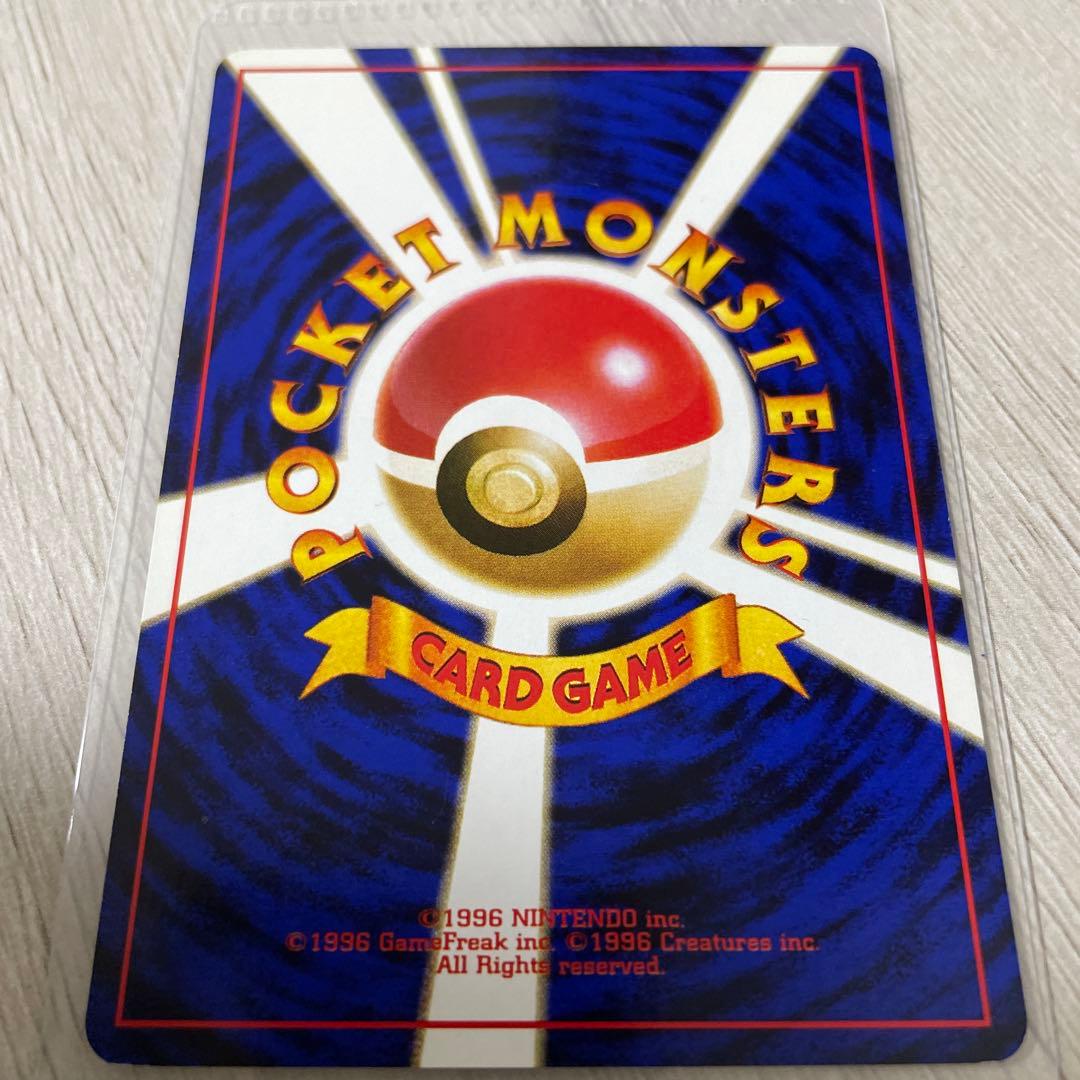 POCKET MONSTERS
CARD GAME
©1996 NINTENDO inc.
©1996 GameFreak inc. ©1996 Creatures inc.
All Rights reserved.